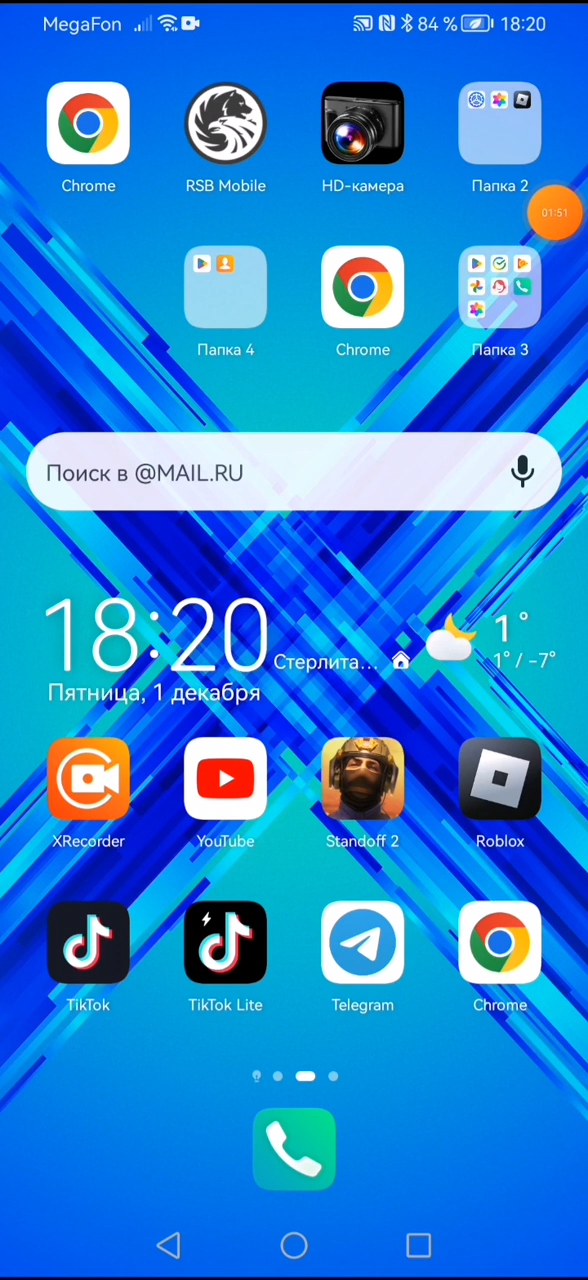 MegaFon 84 % 18:20
Chrome RSB Mobile HD-камера Папка 2
01:51
Папка 4 Chrome Папка 3
Поиск в @MAIL.RU
18:20 Стерлита... 1°
1° / -7°
Пятница, 1 декабря
XRecorder YouTube Standoff 2 Roblox
TikTok TikTok Lite Telegram Chrome